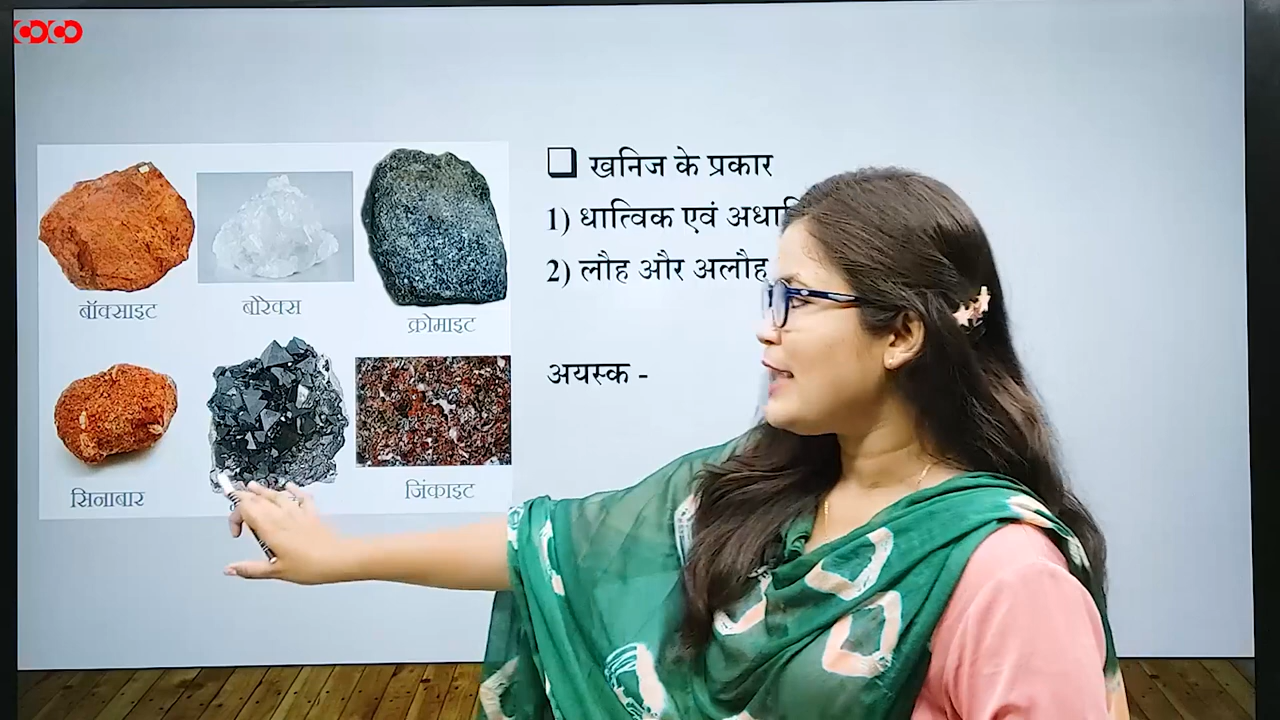 बॉक्साइट
बोरेक्स
क्रोमाइट
सिनाबार
जिंकाइट
❑ खनिज के प्रकार
1) धात्विक एवं
2) लौह और अलौह
अयस्क -